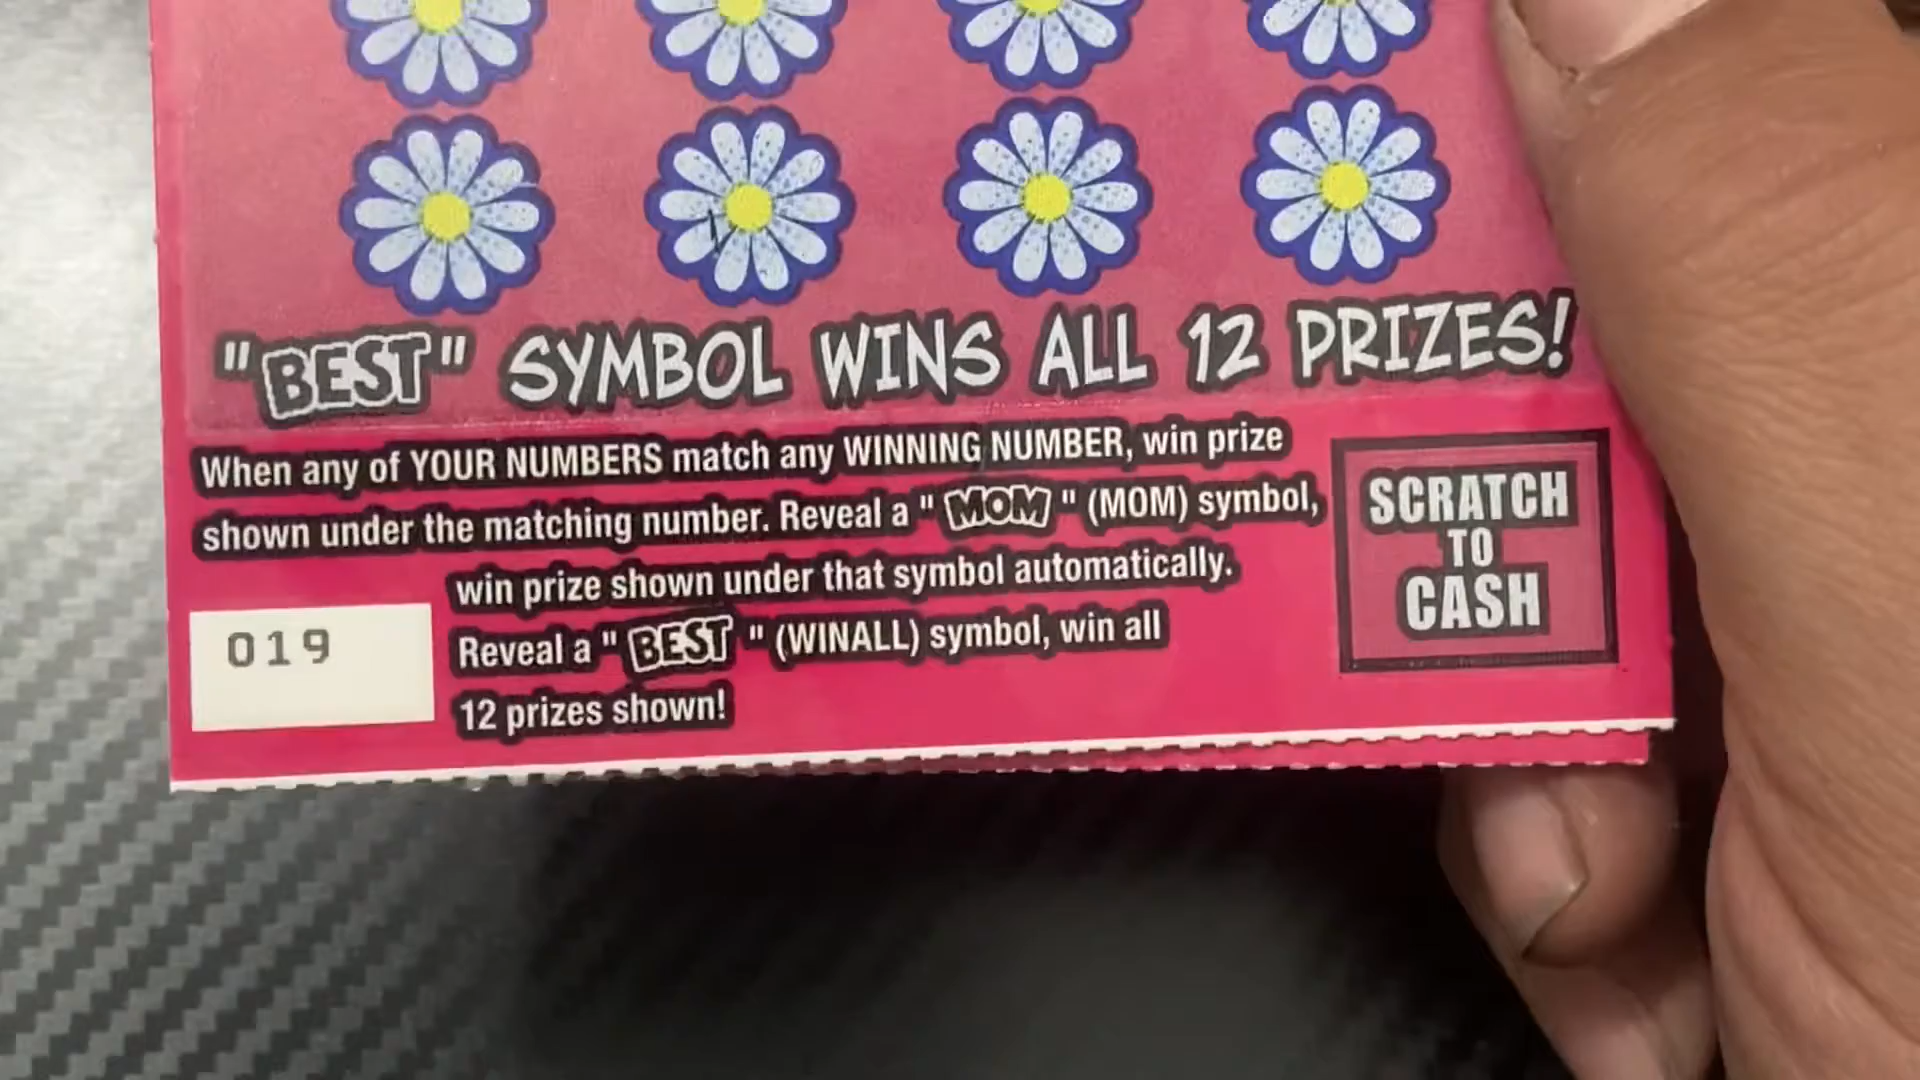 "BEST" SYMBOL WINS ALL 12 PRIZES!
When any of YOUR NUMBERS match any WINNING NUMBER, win prize
shown under the matching number. Reveal a "MOM" (MOM) symbol,
win prize shown under that symbol automatically.
Reveal a "BEST" (WINALL) symbol, win all
12 prizes shown!
019
SCRATCH
TO
CASH